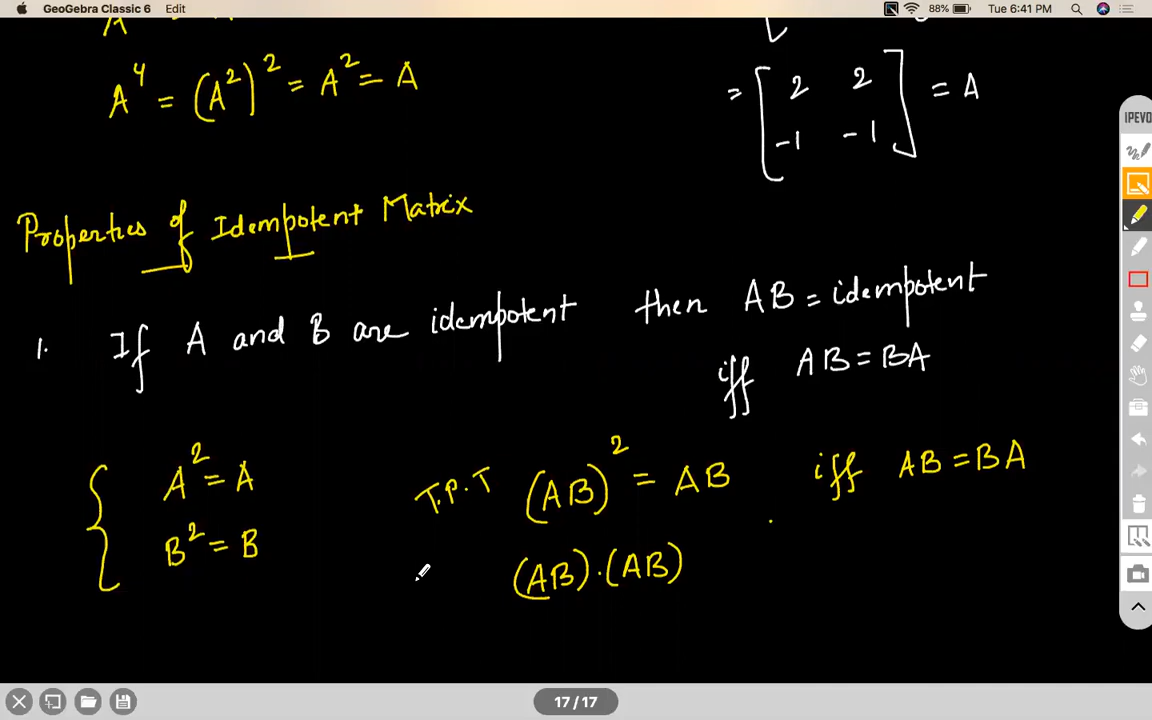 GeoGebra Classic 6 Edit 88% Tue 6:41 PM
A⁴ = (A²)² = A² = A
= [2 2
-1 -1] = A
IPEVO
Properties of Idempotent Matrix
1. If A and B are idempotent then AB = idempotent
iff AB = BA
{ A² = A
B² = B
T.P.T (AB)² = AB iff AB = BA
(AB).(AB)
17/17